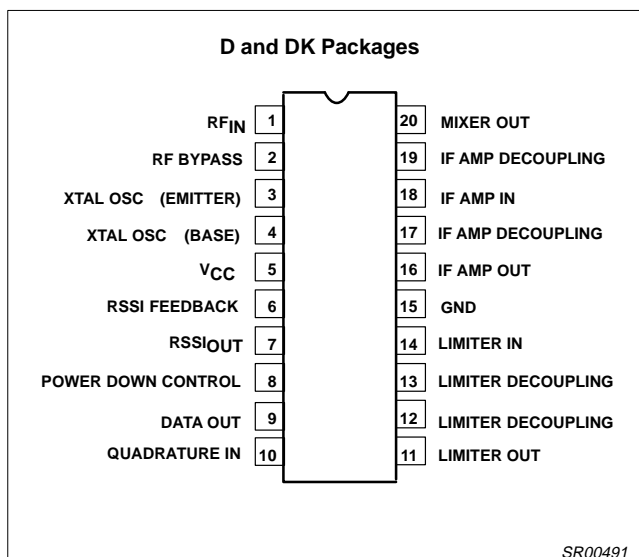 D and DK Packages
RFIN 1 20 MIXER OUT
RF BYPASS 2 19 IF AMP DECOUPLING
XTAL OSC (EMITTER) 3 18 IF AMP IN
XTAL OSC (BASE) 4 17 IF AMP DECOUPLING
VCC 5 16 IF AMP OUT
RSSI FEEDBACK 6 15 GND
RSSIOUT 7 14 LIMITER IN
POWER DOWN CONTROL 8 13 LIMITER DECOUPLING
DATA OUT 9 12 LIMITER DECOUPLING
QUADRATURE IN 10 11 LIMITER OUT
SR00491